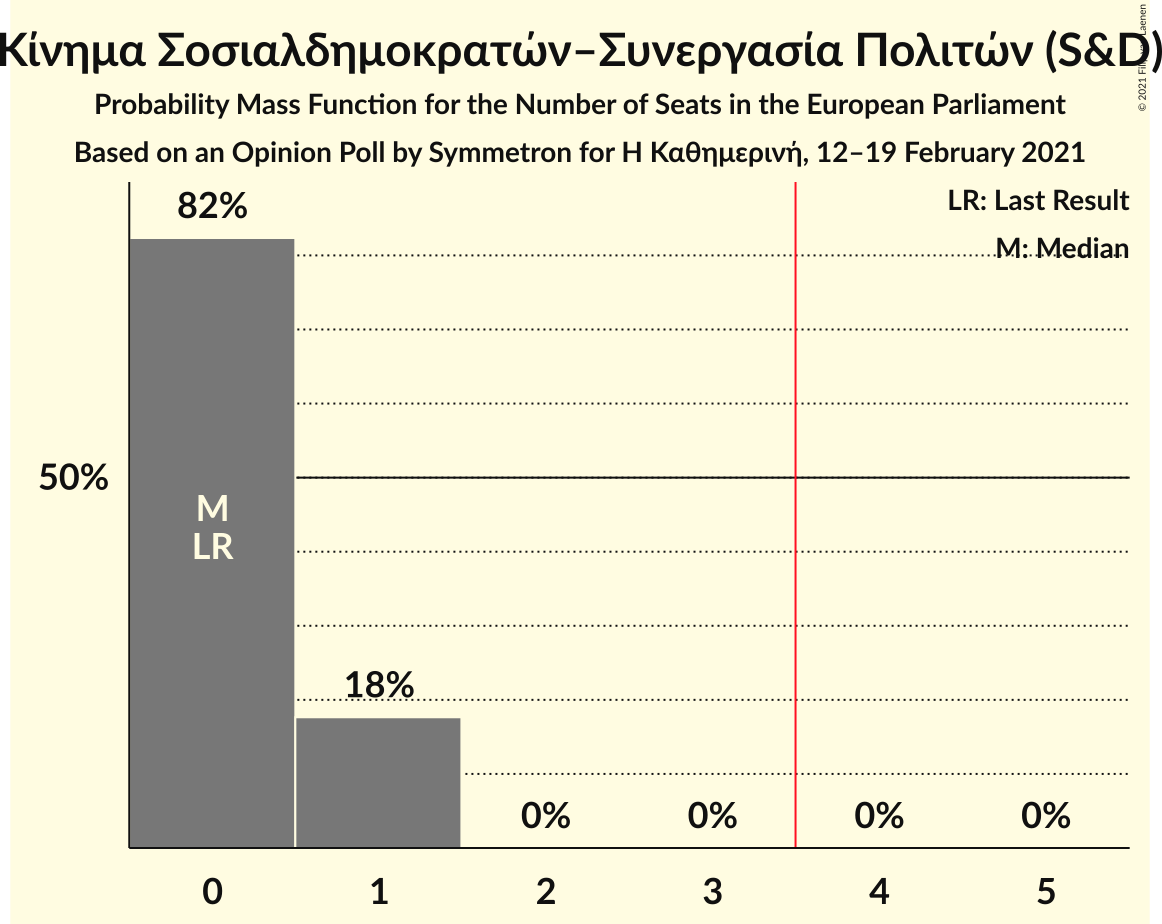 Κίνημα Σοσιαλδημοκρατών–Συνεργασία Πολιτών (S&D)
Probability Mass Function for the Number of Seats in the European Parliament
Based on an Opinion Poll by Symmetron for Η Καθημερινή, 12–19 February 2021
© 2021 Laenen
LR: Last Result
M: Median
82%
50%
M
LR
18%
0% 0% 0% 0%
0 1 2 3 4 5